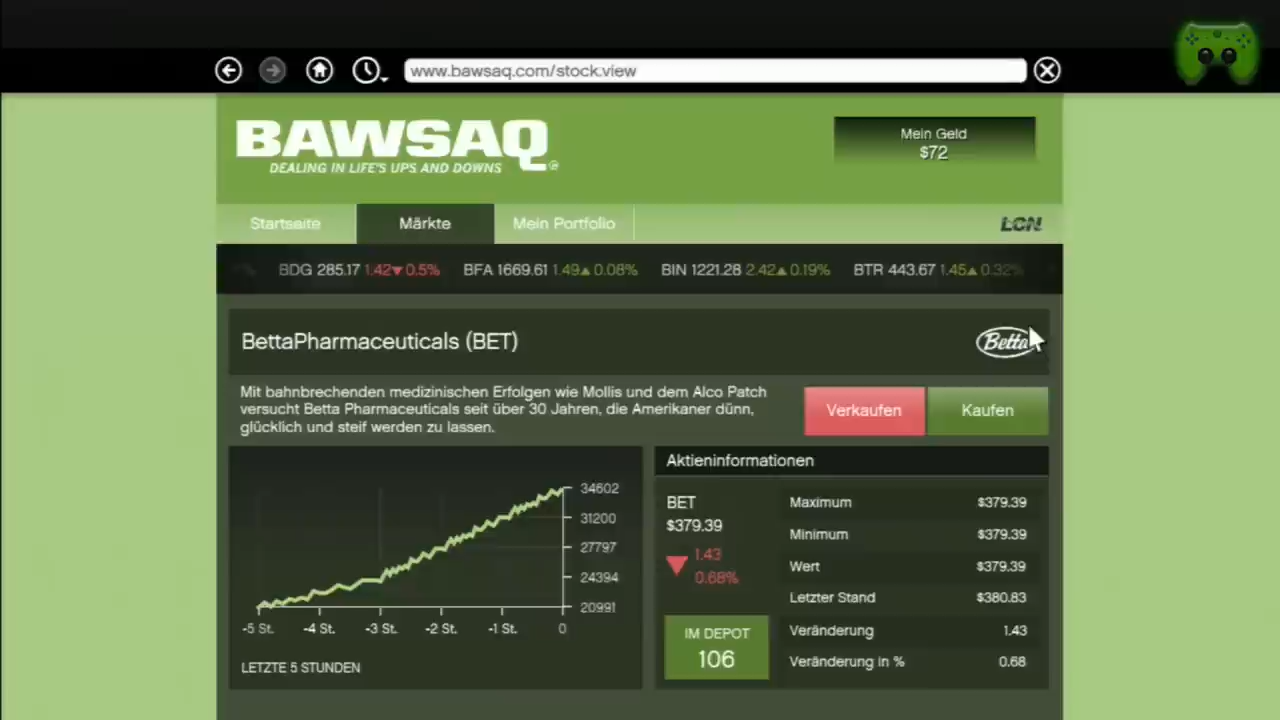 www.bawsaq.com/stock.view
BAWSAQ
DEALING IN LIFE'S UPS AND DOWNS
Mein Geld
$72
Startseite Märkte Mein Portfolio LCN
BDG 285.17 1.42▼0.5% BFA 1669.61 1.49▲0.08% BIN 1221.28 2.42▲0.19% BTR 443.67 1.45▲0.32%
BettaPharmaceuticals (BET)
Betta
Mit bahnbrechenden medizinischen Erfolgen wie Mollis und dem Alco Patch
versucht Betta Pharmaceuticals seit über 30 Jahren, die Amerikaner dünn,
glücklich und steif werden zu lassen.
Verkaufen Kaufen
34602
31200
27797
24394
20991
-5 St. -4 St. -3 St. -2 St. -1 St. 0
LETZTE 5 STUNDEN
Aktieninformationen
BET
$379.39
1.43
0.68%
IM DEPOT
106
Maximum $379.39
Minimum $379.39
Wert $379.39
Letzter Stand $380.83
Veränderung 1.43
Veränderung in % 0.68